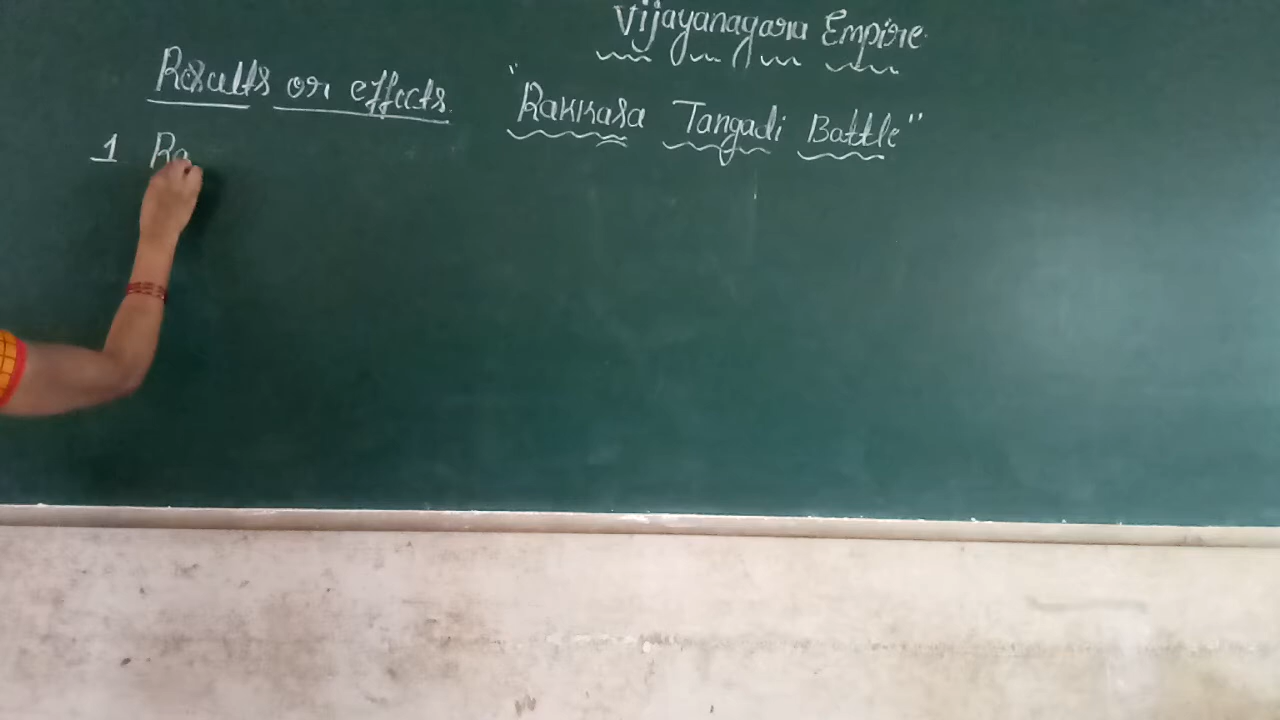 Vijayanagara Empire
Results or effects.
"Rakkasa Tangadi Battle"
1 Ra